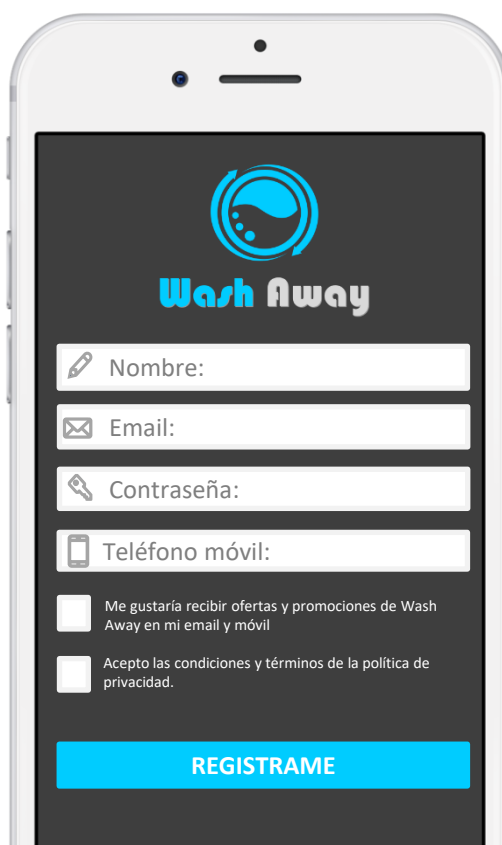 Wash Away
Nombre:
Email:
Contraseña:
Teléfono móvil:
Me gustaría recibir ofertas y promociones de Wash
Away en mi email y móvil
Acepto las condiciones y términos de la política de
privacidad.
REGISTRAME